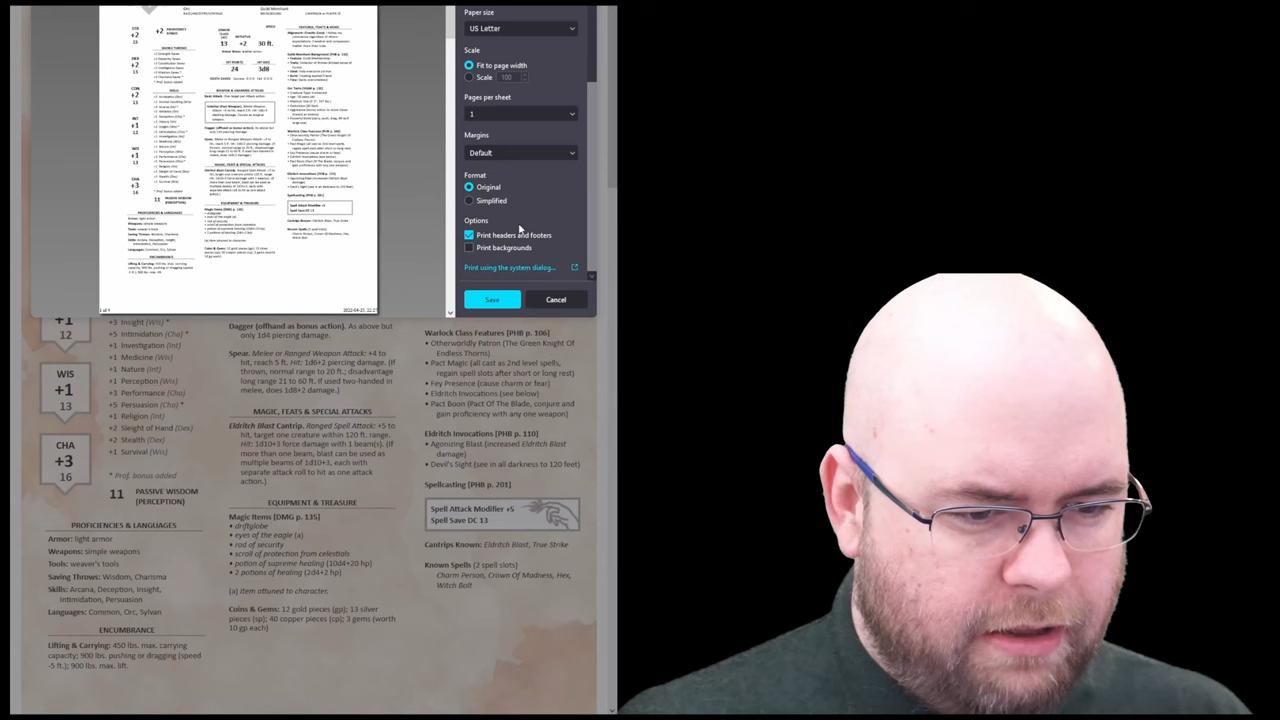 Guild Merchant
Paper size
US Letter
Scale
Fit to page width
Scale
100
Pages per sheet
1
Margins
Default
Format
Original
Simplified
Options
Print headers and footers
Print backgrounds
Print using the system dialog...
Save
Cancel
+2
15
+2
13
30 ft.
24
3d8
+1
12
WIS
+1
13
CHA
+3
16
+3 Insight (Wis) *
+5 Intimidation (Cha) *
+1 Investigation (Int)
+1 Medicine (Wis)
+1 Nature (Int)
+1 Perception (Wis)
+3 Performance (Cha)
+5 Persuasion (Cha) *
+1 Religion (Int)
+2 Sleight of Hand (Dex)
+2 Stealth (Dex)
+1 Survival (Wis)
* Prof. bonus added
11 PASSIVE WISDOM
(PERCEPTION)
PROFICIENCIES & LANGUAGES
Armor: light armor
Weapons: simple weapons
Tools: weaver's tools
Saving Throws: Wisdom, Charisma
Skills: Arcana, Deception, Insight,
Intimidation, Persuasion
Languages: Common, Orc, Sylvan
ENCUMBRANCE
Lifting & Carrying: 450 lbs. max. carrying
capacity; 900 lbs. pushing or dragging (speed
-5 ft.); 900 lbs. max. lift.
Dagger (offhand as bonus action). As above but
only 1d4 piercing damage.
Spear. Melee or Ranged Weapon Attack: +4 to
hit, reach 5 ft. Hit: 1d6+2 piercing damage. (If
thrown, normal range to 20 ft.; disadvantage
long range 21 to 60 ft. If used two-handed in
melee, does 1d8+2 damage.)
MAGIC, FEATS & SPECIAL ATTACKS
Eldritch Blast Cantrip. Ranged Spell Attack: +5 to
hit, target one creature within 120 ft. range.
Hit: 1d10+3 force damage with 1 beam(s). (If
more than one beam, blast can be used as
multiple beams of 1d10+3, each with
separate attack roll to hit as one attack
action.)
EQUIPMENT & TREASURE
Magic Items [DMG p. 135]
• driftglobe
• eyes of the eagle (a)
• rod of security
• scroll of protection from celestials
• potion of supreme healing (10d4+20 hp)
• 2 potions of healing (2d4+2 hp)
(a) item attuned to character.
Coins & Gems: 12 gold pieces (gp); 13 silver
pieces (sp); 40 copper pieces (cp); 3 gems (worth
10 gp each)
Warlock Class Features [PHB p. 106]
• Otherworldly Patron (The Green Knight Of
Endless Thorns)
• Pact Magic (all cast as 2nd level spells,
regain spell slots after short or long rest)
• Fey Presence (cause charm or fear)
• Eldritch Invocations (see below)
• Pact Boon (Pact Of The Blade, conjure and
gain proficiency with any one weapon)
Eldritch Invocations [PHB p. 110]
• Agonizing Blast (increased Eldritch Blast
damage)
• Devil's Sight (see in all darkness to 120 feet)
Spellcasting [PHB p. 201]
Spell Attack Modifier +5
Spell Save DC 13
Cantrips Known: Eldritch Blast, True Strike
Known Spells (2 spell slots)
Charm Person, Crown Of Madness, Hex,
Witch Bolt